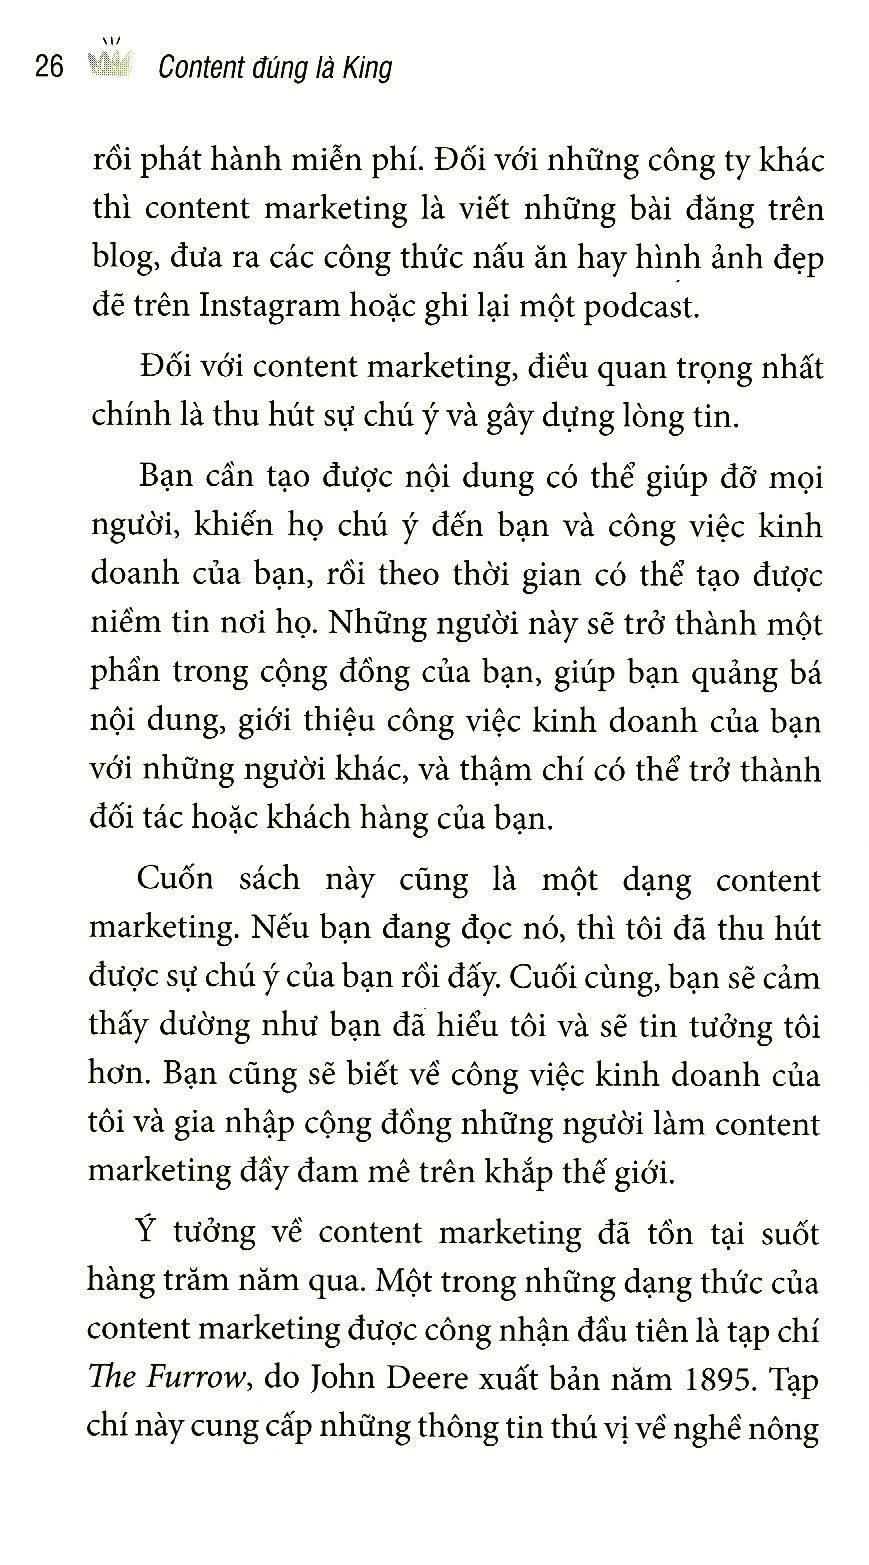 26 Content đúng là King
rồi phát hành miễn phí. Đối với những công ty khác
thì content marketing là viết những bài đăng trên
blog, đưa ra các công thức nấu ăn hay hình ảnh đẹp
đẽ trên Instagram hoặc ghi lại một podcast.
Đối với content marketing, điều quan trọng nhất
chính là thu hút sự chú ý và gây dựng lòng tin.
Bạn cần tạo được nội dung có thể giúp đỡ mọi
người, khiến họ chú ý đến bạn và công việc kinh
doanh của bạn, rồi theo thời gian có thể tạo được
niềm tin nơi họ. Những người này sẽ trở thành một
phần trong cộng đồng của bạn, giúp bạn quảng bá
nội dung, giới thiệu công việc kinh doanh của bạn
với những người khác, và thậm chí có thể trở thành
đối tác hoặc khách hàng của bạn.
Cuốn sách này cũng là một dạng content
marketing. Nếu bạn đang đọc nó, thì tôi đã thu hút
được sự chú ý của bạn rồi đấy. Cuối cùng, bạn sẽ cảm
thấy dường như bạn đã hiểu tôi và sẽ tin tưởng tôi
hơn. Bạn cũng sẽ biết về công việc kinh doanh của
tôi và gia nhập cộng đồng những người làm content
marketing đầy đam mê trên khắp thế giới.
Ý tưởng về content marketing đã tồn tại suốt
hàng trăm năm qua. Một trong những dạng thức của
content marketing được công nhận đầu tiên là tạp chí
The Furrow, do John Deere xuất bản năm 1895. Tạp
chí này cung cấp những thông tin thú vị về nghề nông